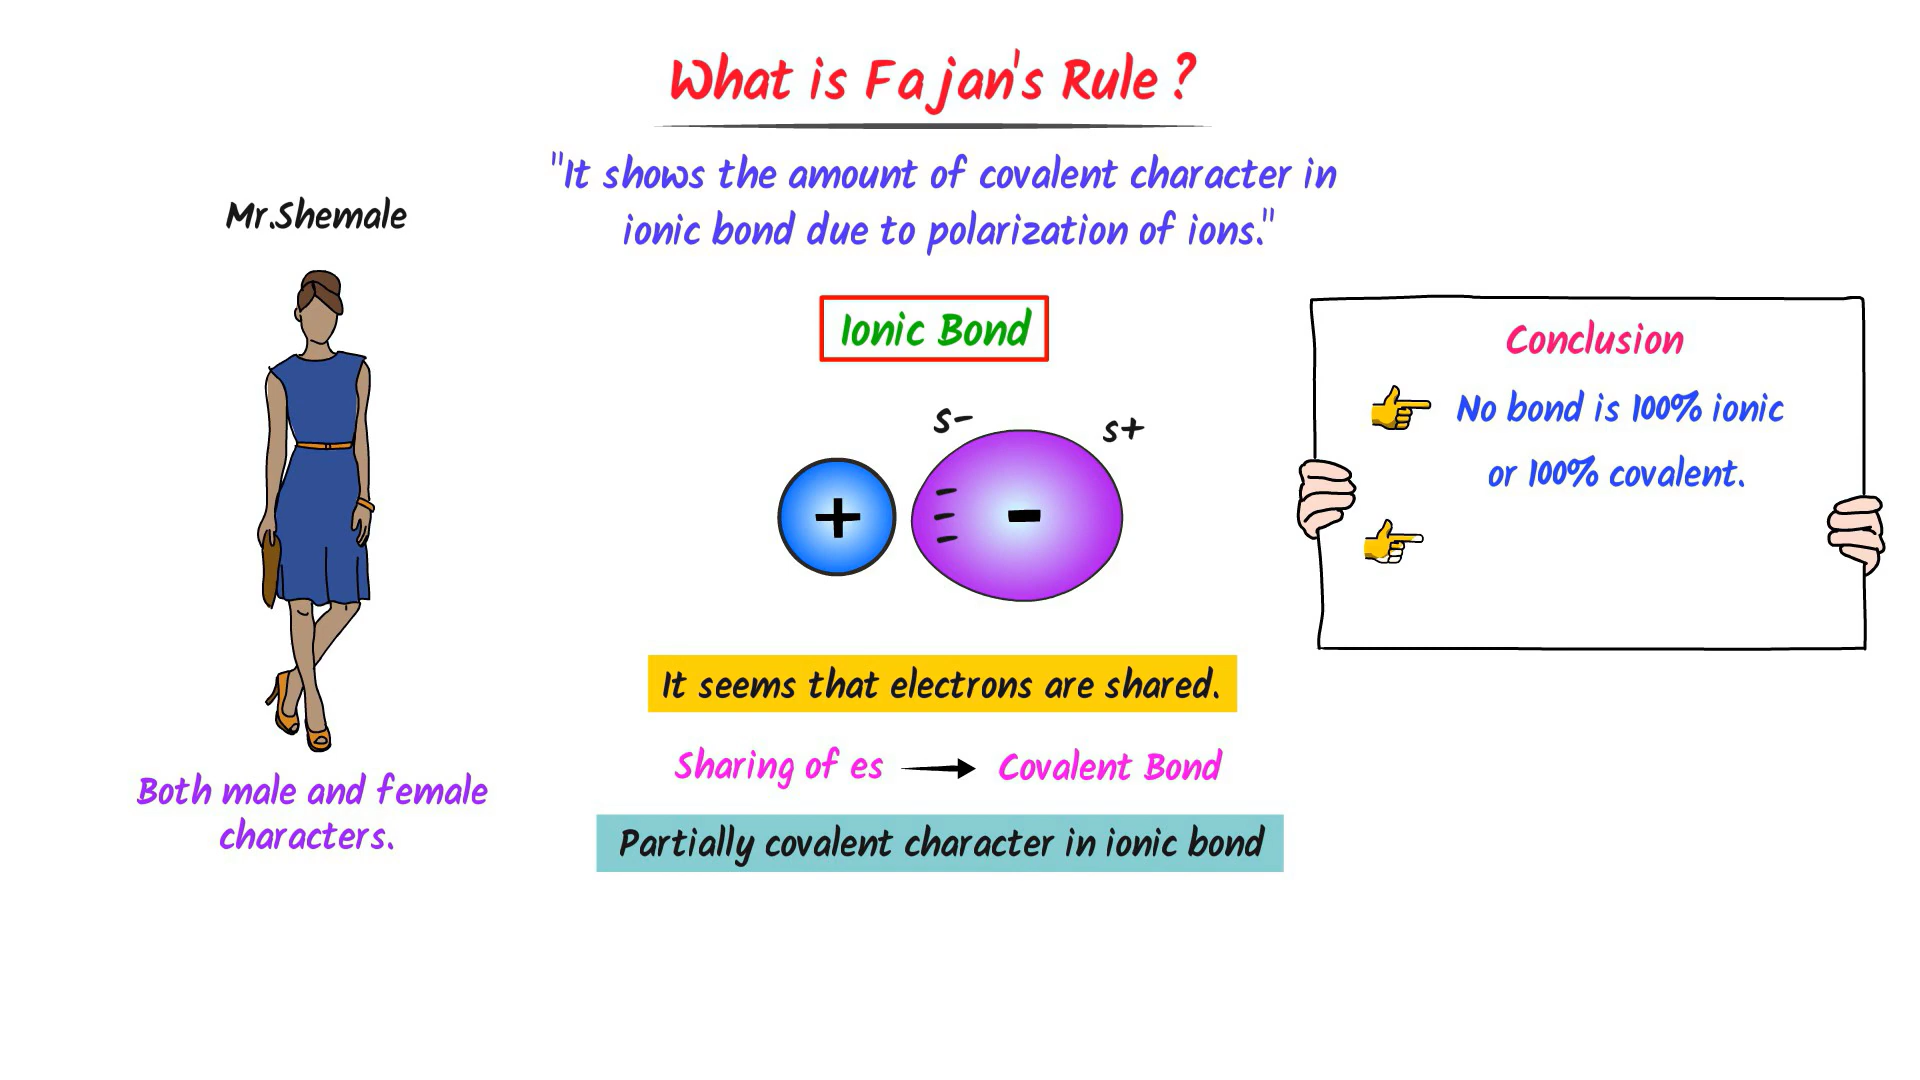 What is Fajan's Rule ?
"It shows the amount of covalent character in
ionic bond due to polarization of ions."
Mr.Shemale
Both male and female
characters.
Ionic Bond
s-
s+
+
-
It seems that electrons are shared.
Sharing of es → Covalent Bond
Partially covalent character in ionic bond
Conclusion
No bond is 100% ionic
or 100% covalent.